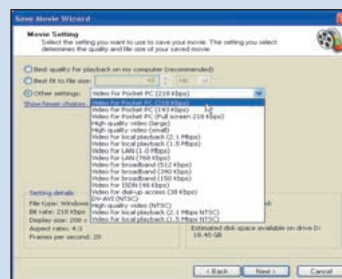 Save Movie Wizard
Movie Setting
Select the setting you want to use to save your movie. The setting you select
determines the quality and file size of your saved movie.
Best quality for playback on my computer (recommended)
Best fit to file size:
Other settings: Video for Pocket PC (218 Kbps)
Show fewer choices...
Video for Pocket PC (218 Kbps)
Video for Pocket PC (143 Kbps)
Video for Pocket PC (Full screen 218 Kbps)
High quality video (large)
High quality video (small)
Video for local playback (2.1 Mbps)
Video for local playback (1.5 Mbps)
Video for LAN (1.0 Mbps)
Video for LAN (768 Kbps)
Video for broadband (512 Kbps)
Video for broadband (340 Kbps)
Video for broadband (150 Kbps)
Video for ISDN (48 Kbps)
Video for dial-up access (38 Kbps)
DV-AVI (NTSC)
High quality video (NTSC)
Video for local playback (2.1 Mbps NTSC)
Video for local playback (1.5 Mbps NTSC)
Setting details
File type: Windows
Bit rate: 218 Kbps
Display size: 208
Aspect ratio: 4:3
Frames per second: 20
Estimated disk space available on drive D:
18.40 GB
< Back
Next >
Cancel